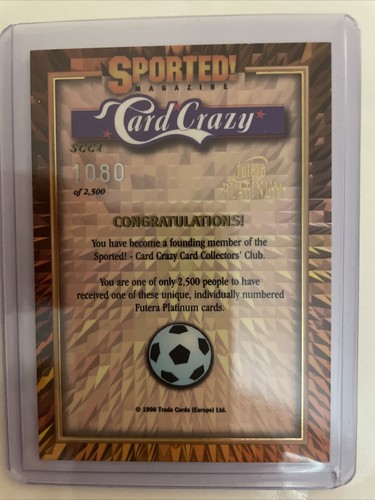 SPORTED!
MAGAZINE
Card Crazy
SCC1
1080
of 2,500
Futera
PLATINUM
CONGRATULATIONS!
You have become a founding member of the
Sported! - Card Crazy Card Collectors' Club.
You are one of only 2,500 people to have
received one of these unique, individually numbered
Futera Platinum cards.
© 1998 Trade Cards (Europe) Ltd.